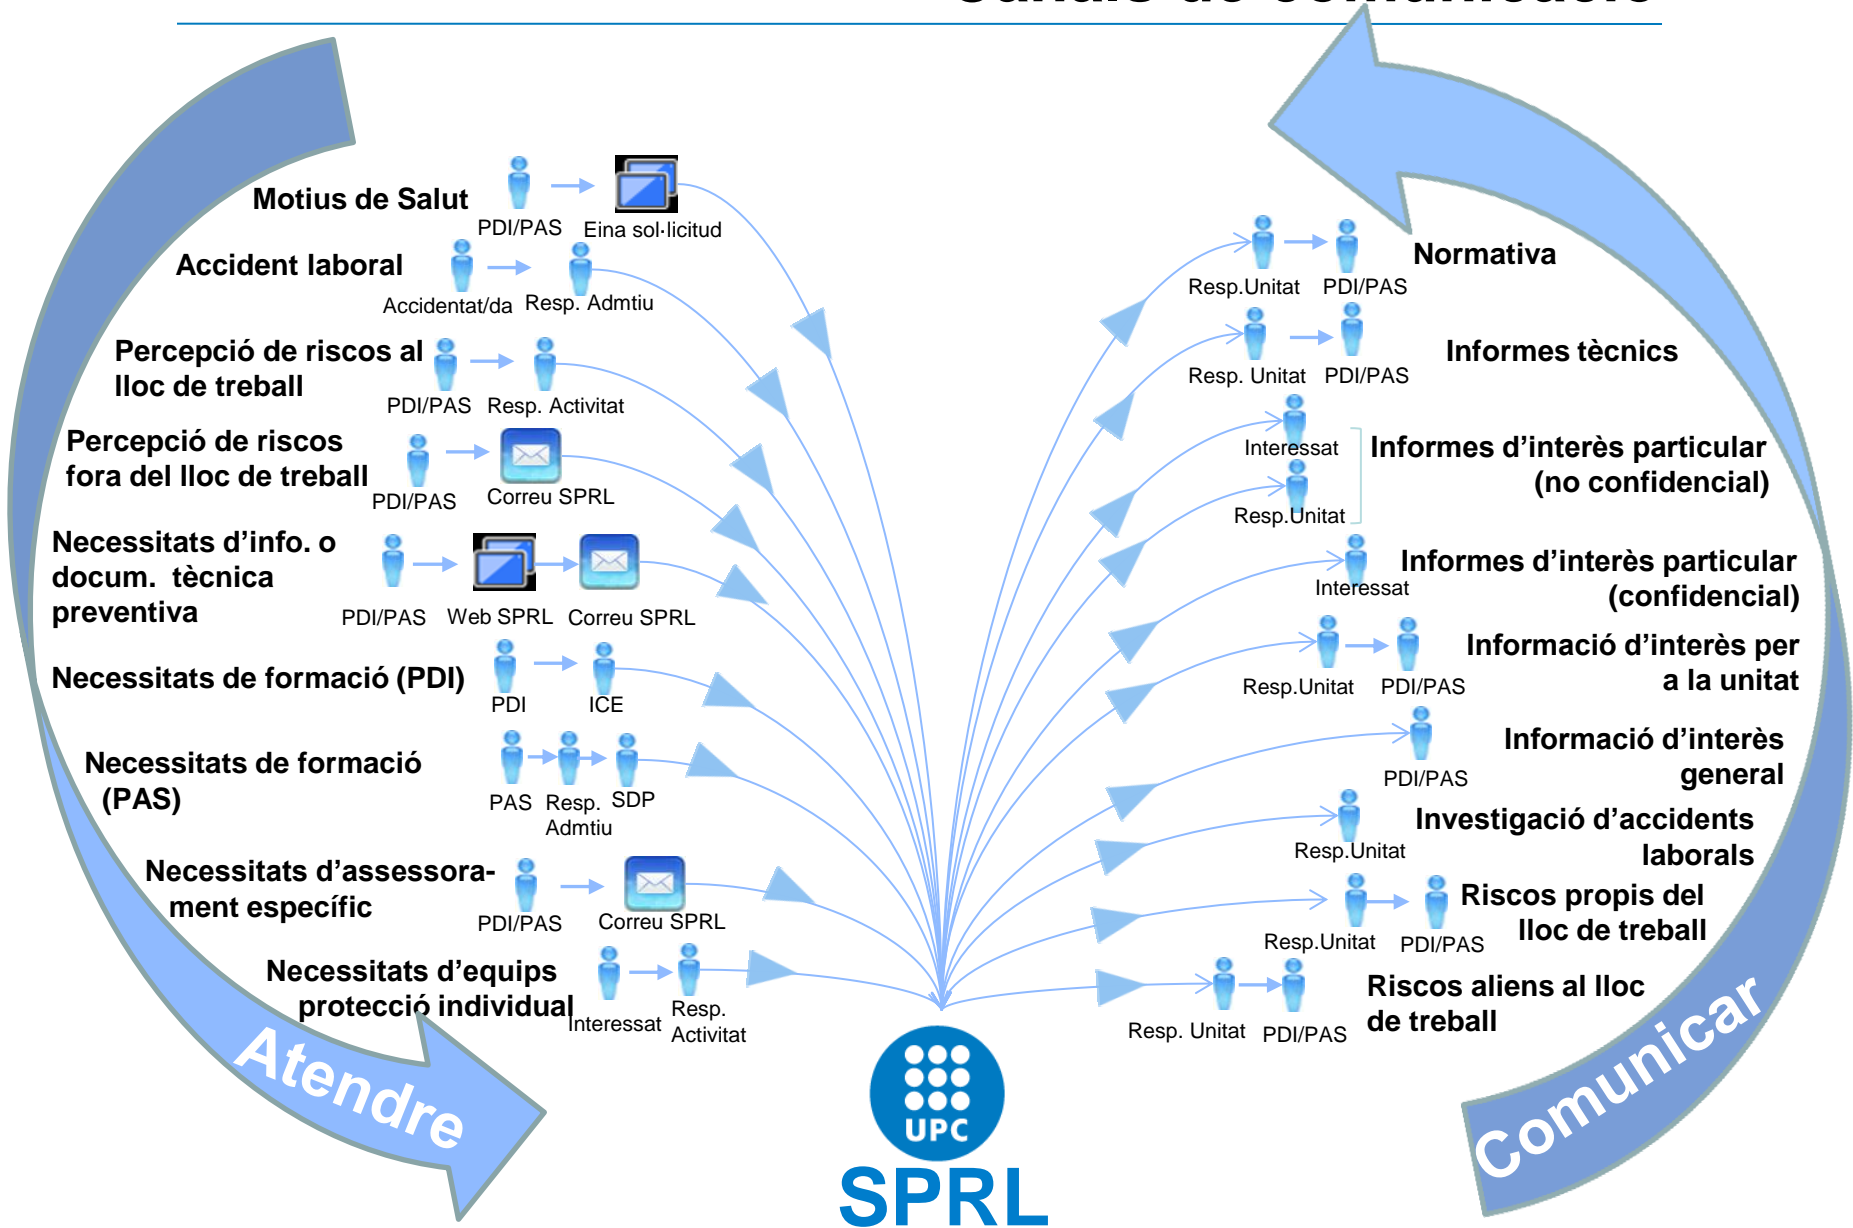 Canals de comunicació
Motius de Salut
PDI/PAS
Eina sol·licitud
Accident laboral
Accidentat/da
Resp. Admtiu
Percepció de riscos al
lloc de treball
PDI/PAS
Resp. Activitat
Percepció de riscos
fora del lloc de treball
PDI/PAS
Correu SPRL
Necessitats d’info. o
docum. tècnica
preventiva
PDI/PAS
Web SPRL
Correu SPRL
Necessitats de formació (PDI)
PDI
ICE
Necessitats de formació
(PAS)
PAS
Resp.
Admtiu
SDP
Necessitats d’assessora-
ment específic
PDI/PAS
Correu SPRL
Necessitats d’equips
protecció individual
Interessat
Resp.
Activitat
Atendre
Resp.Unitat
PDI/PAS
Normativa
Resp. Unitat
PDI/PAS
Informes tècnics
Interessat
Resp.Unitat
Informes d’interès particular
(no confidencial)
Interessat
Informes d’interès particular
(confidencial)
Resp.Unitat
PDI/PAS
Informació d’interès per
a la unitat
PDI/PAS
Informació d’interès
general
Resp.Unitat
Investigació d’accidents
laborals
Resp.Unitat
PDI/PAS
Riscos propis del
lloc de treball
Resp. Unitat
PDI/PAS
Riscos aliens al lloc
de treball
Comunicar
UPC
SPRL